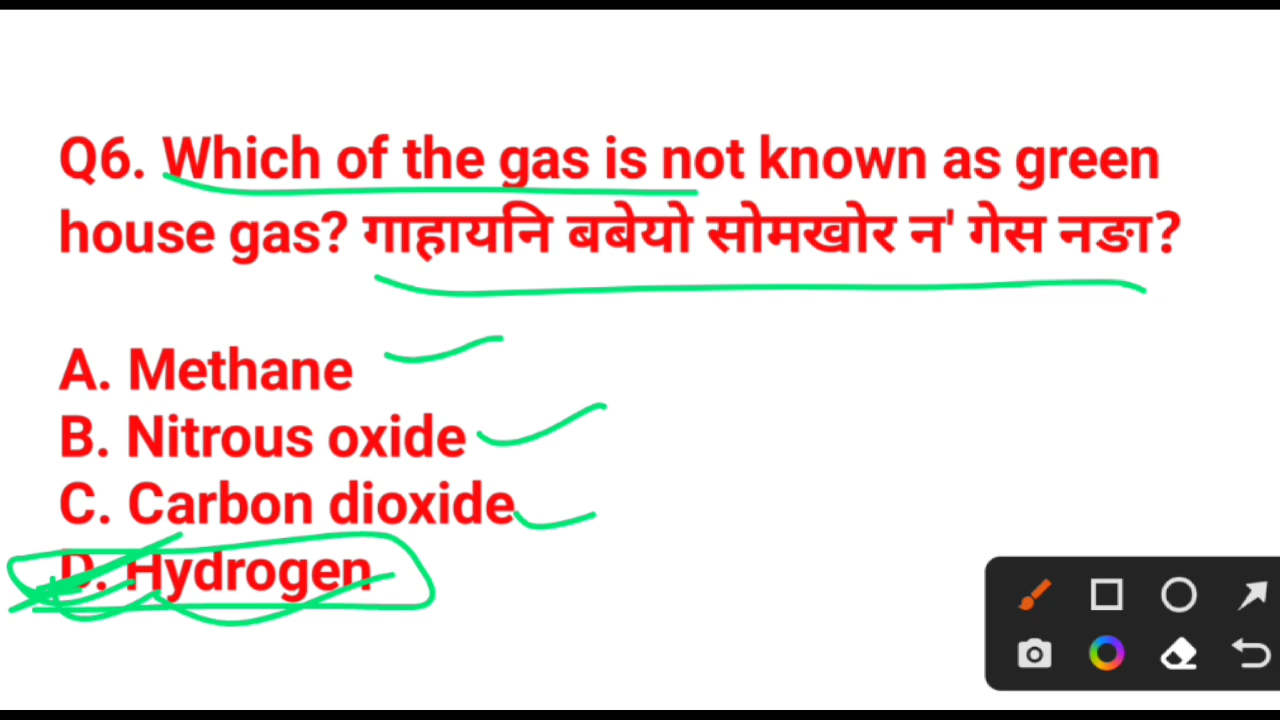 Q6. Which of the gas is not known as green
house gas? गाहायनि बबेयो सोमखोर न' गेस नङा?
A. Methane
B. Nitrous oxide
C. Carbon dioxide
D. Hydrogen